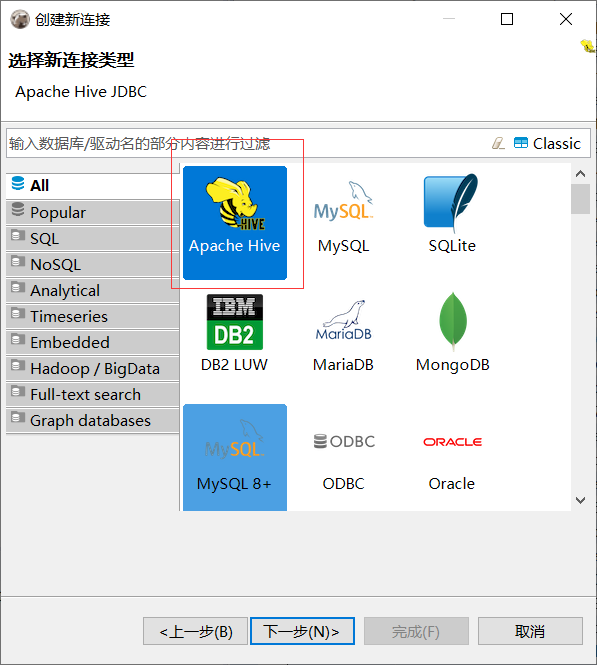 创建新连接
选择新连接类型
Apache Hive JDBC
输入数据库/驱动名的部分内容进行过滤
Classic
All
Popular
SQL
NoSQL
Analytical
Timeseries
Embedded
Hadoop / BigData
Full-text search
Graph databases
HIVE
Apache Hive
MySQL
MySQL
SQLite
IBM
DB2
DB2 LUW
MariaDB
MariaDB
MongoDB
MySQL
MySQL 8+
ODBC
ODBC
ORACLE
Oracle
<上一步(B)
下一步(N)>
完成(F)
取消